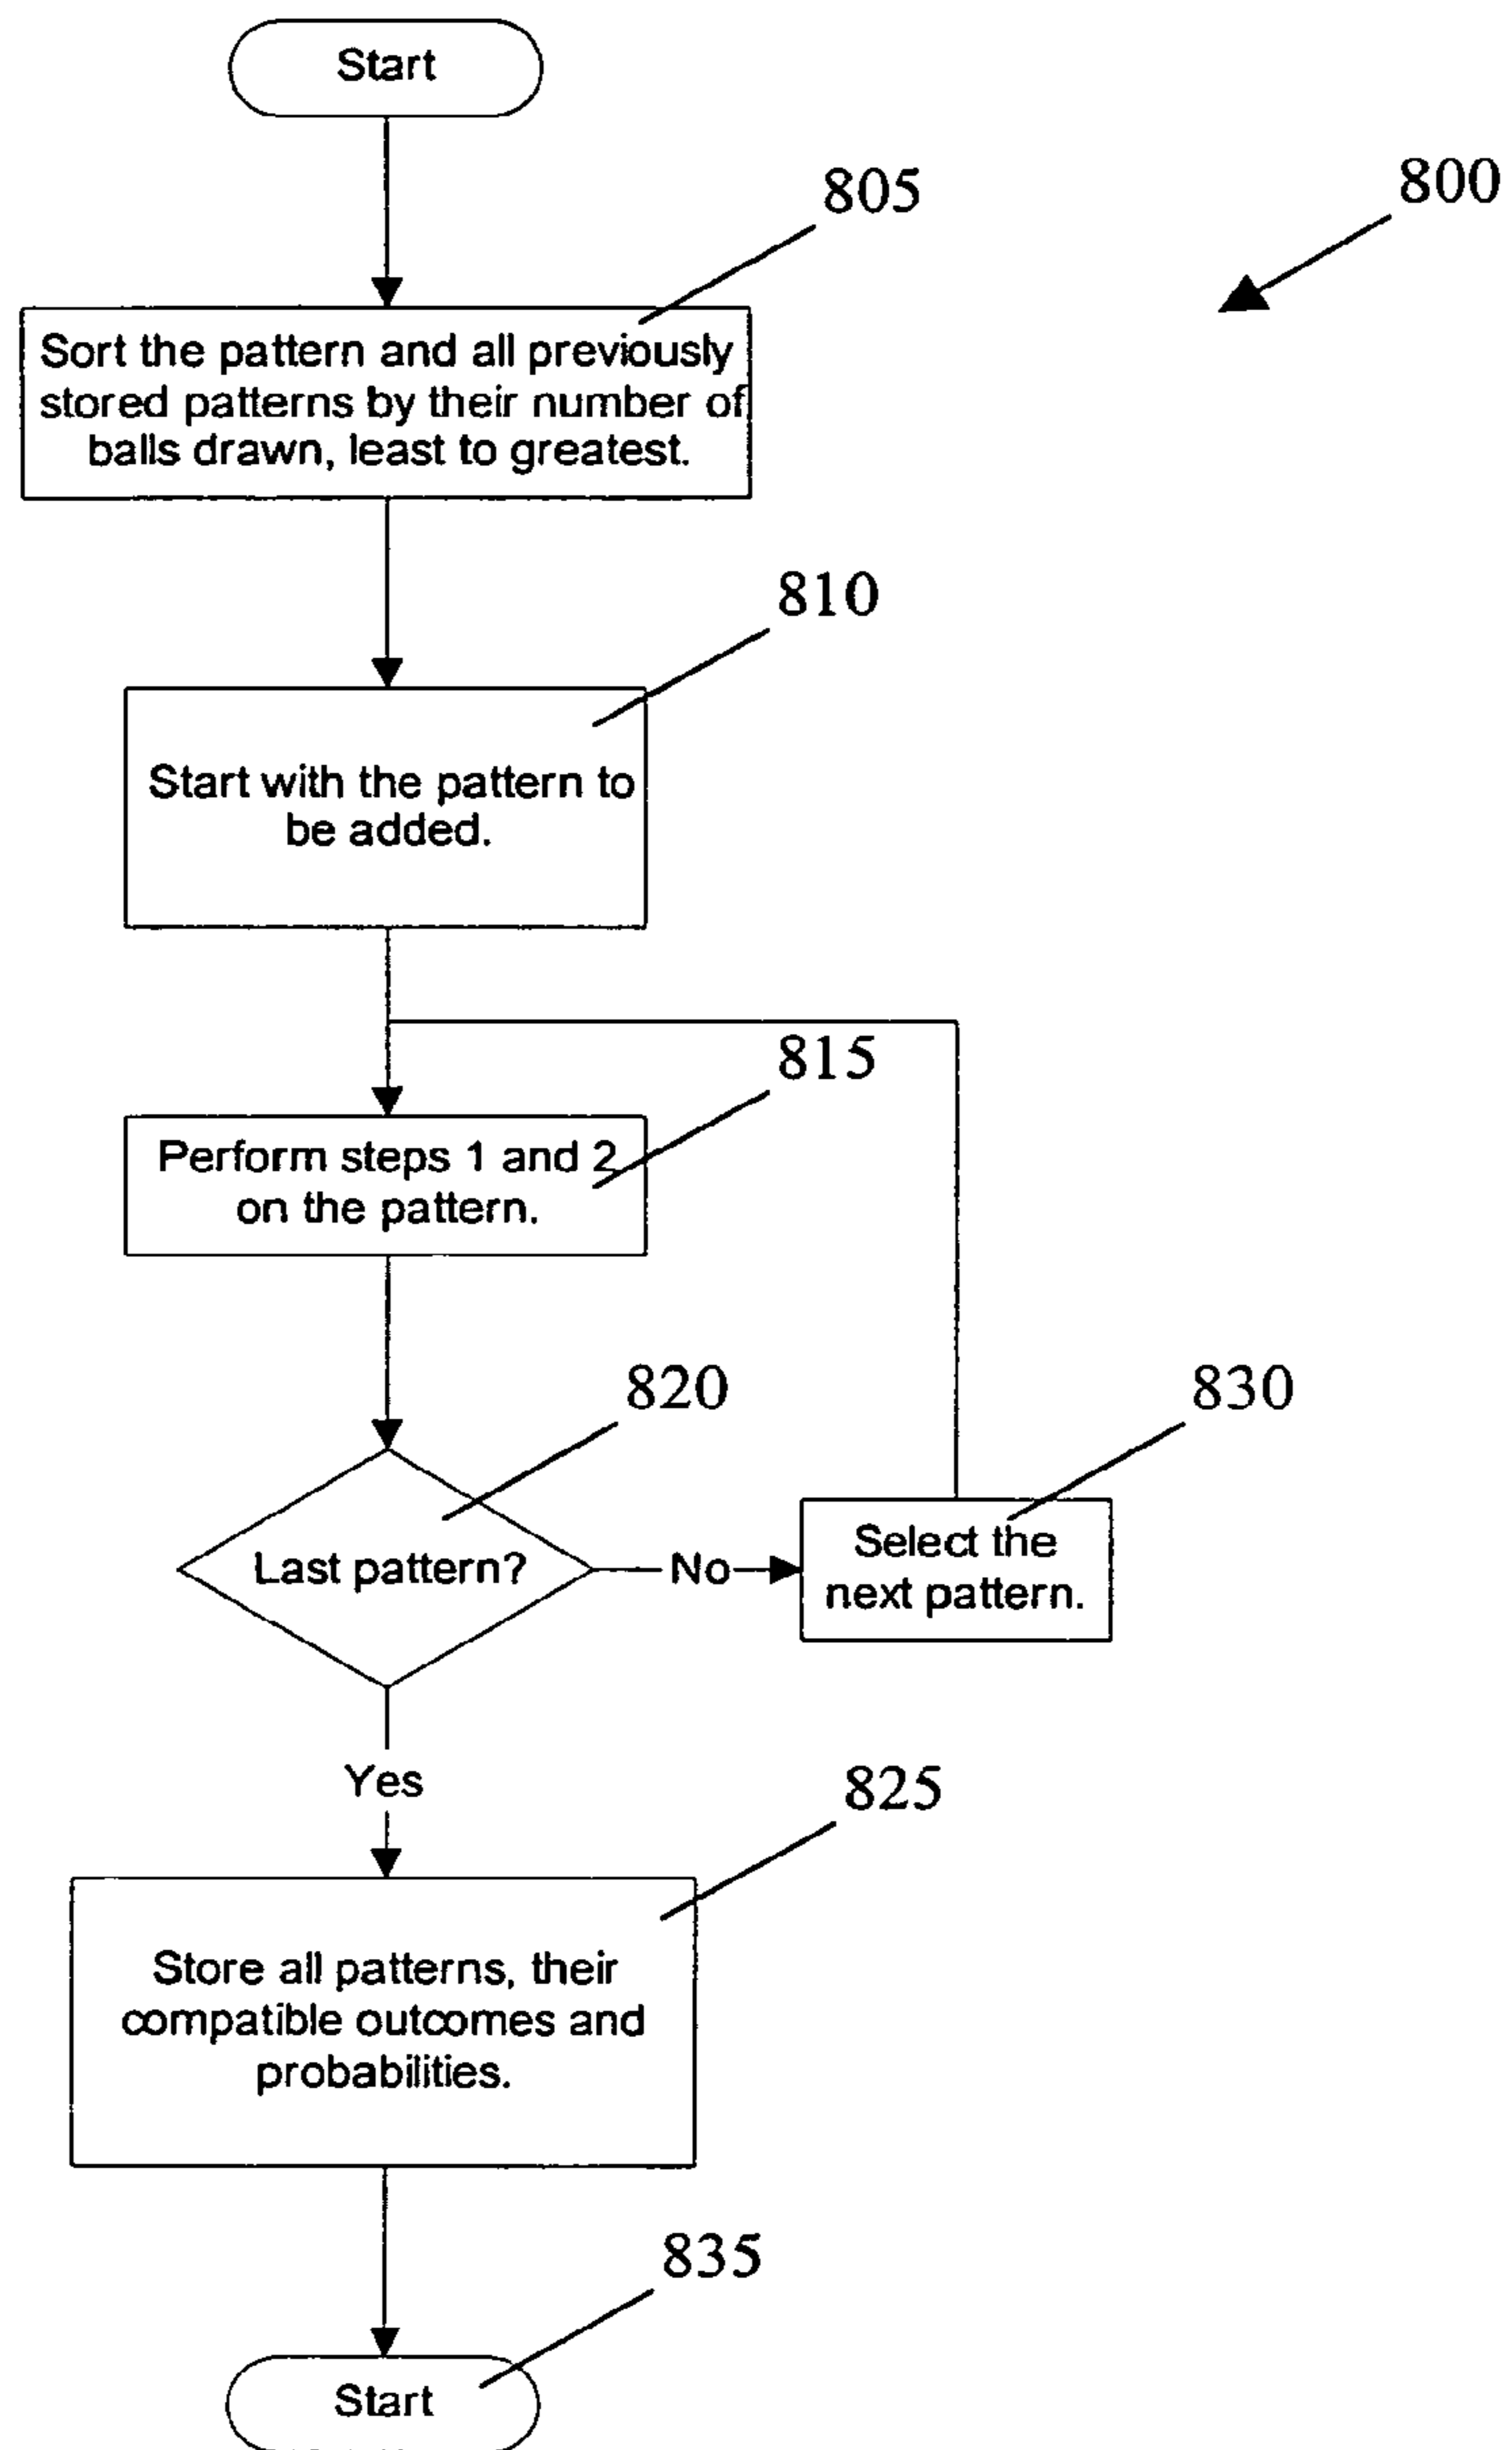 Start
805
800
Sort the pattern and all previously
stored patterns by their number of
balls drawn, least to greatest.
810
Start with the pattern to
be added.
815
Perform steps 1 and 2
on the pattern.
820
830
Last pattern?
No
Select the
next pattern.
Yes
825
Store all patterns, their
compatible outcomes and
probabilities.
835
Start